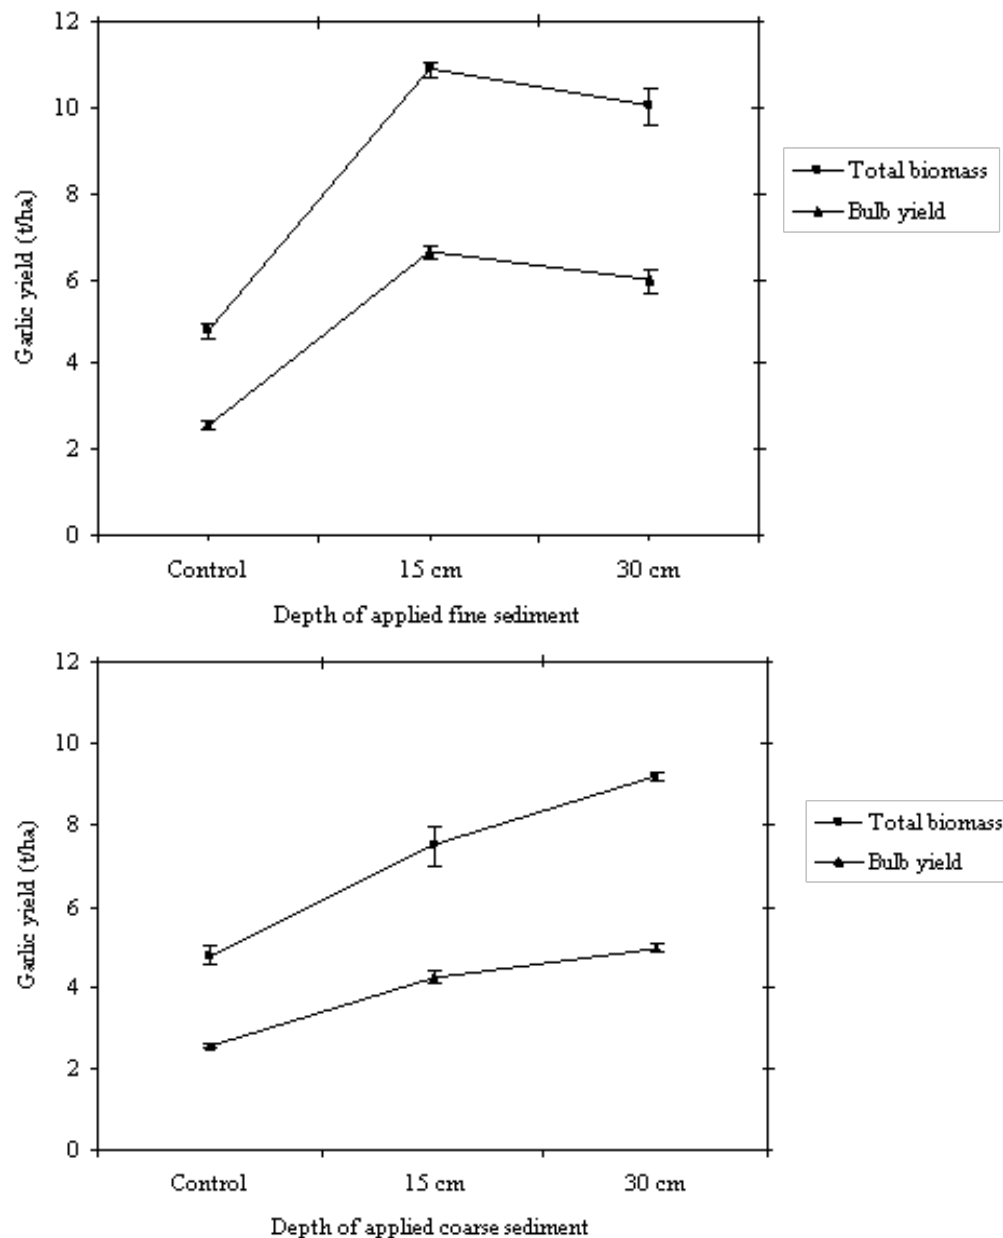 12
10
8
6
4
2
0
Garlic yield (t/ha)
Total biomass
Bulb yield
Control 15 cm 30 cm
Depth of applied fine sediment
12
10
8
6
4
2
0
Garlic yield (t/ha)
Total biomass
Bulb yield
Control 15 cm 30 cm
Depth of applied coarse sediment